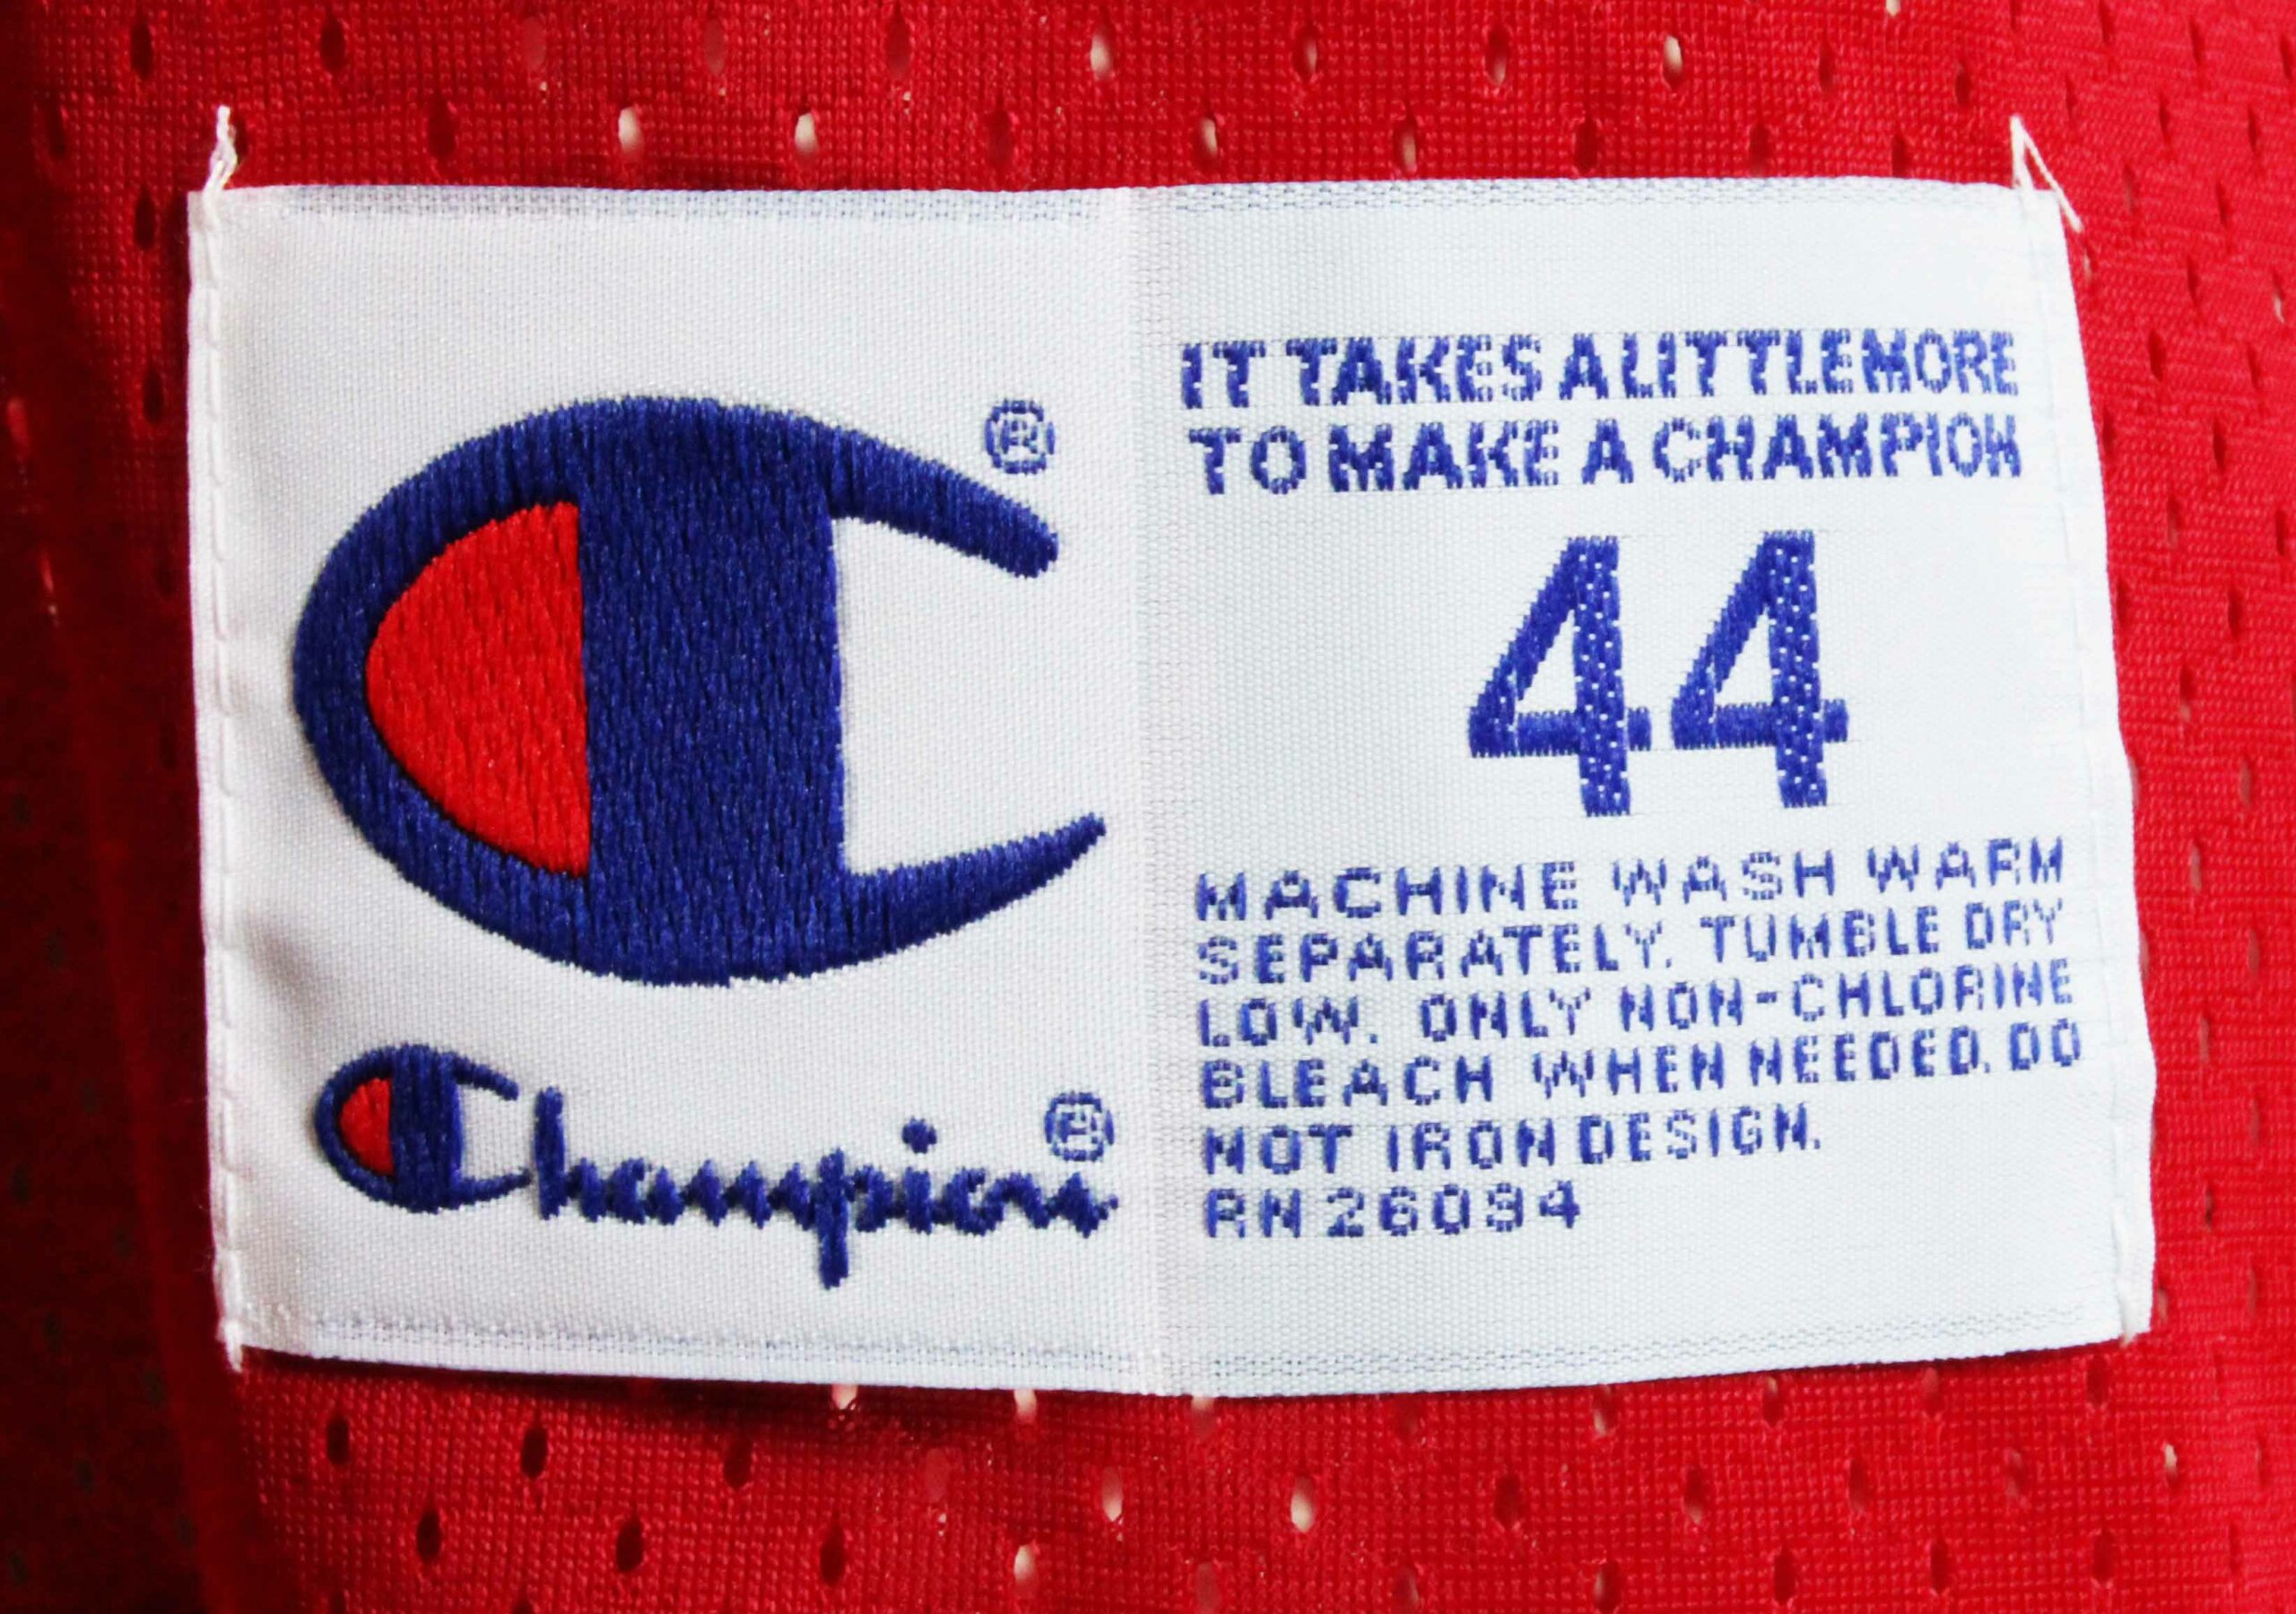 ®
Champion®
IT TAKES A LITTLE MORE
TO MAKE A CHAMPION
44
MACHINE WASH WARM
SEPARATELY. TUMBLE DRY
LOW. ONLY NON-CHLORINE
BLEACH WHEN NEEDED. DO
NOT IRON DESIGN.
RN 26094